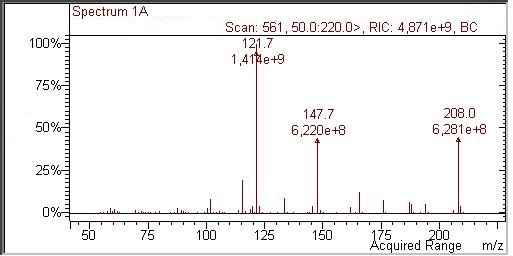 Spectrum 1A
Scan: 561, 50.0:220.0>, RIC: 4,871e+9, BC
100%
121.7
1,414e+9
75%
50%
147.7
6,220e+8
208.0
6,281e+8
25%
0%
50 75 100 125 150 175 200
Acquired Range m/z